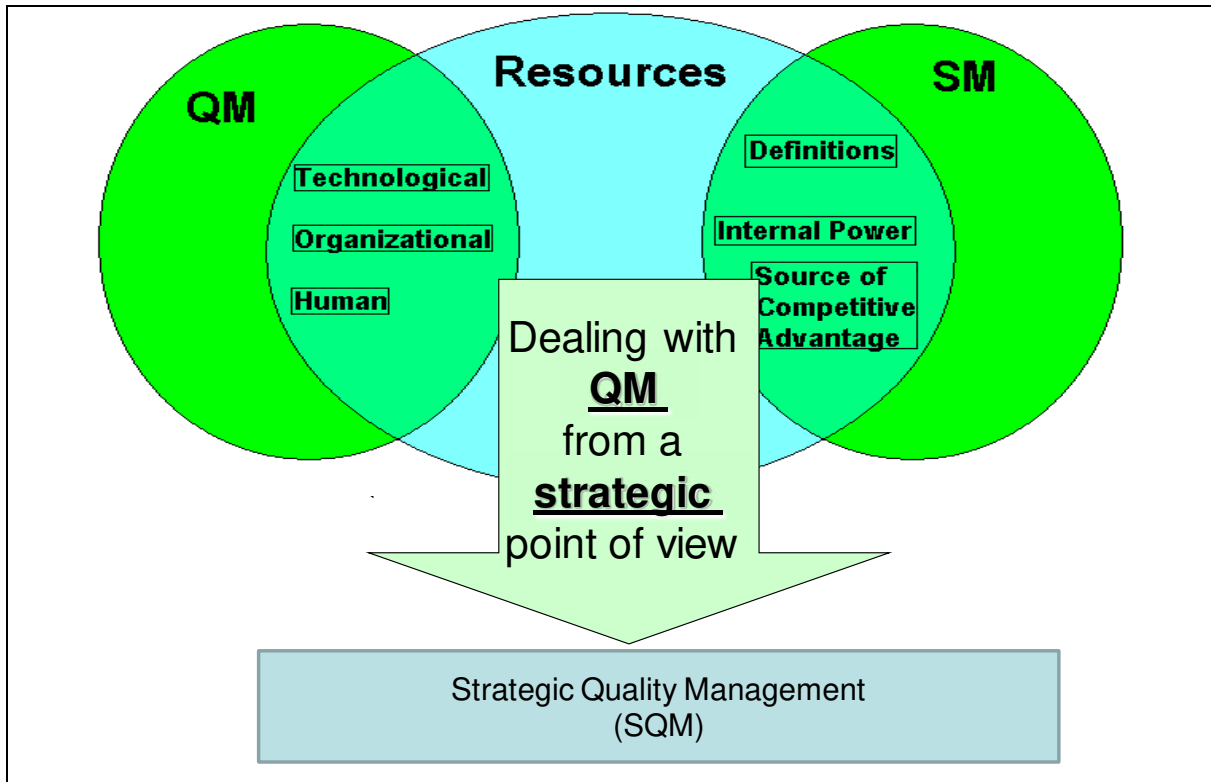 QM
Resources
SM
Technological
Organizational
Human
Definitions
Internal Power
Source of
Competitive
Advantage
Dealing with
QM
from a
strategic
point of view
Strategic Quality Management
(SQM)